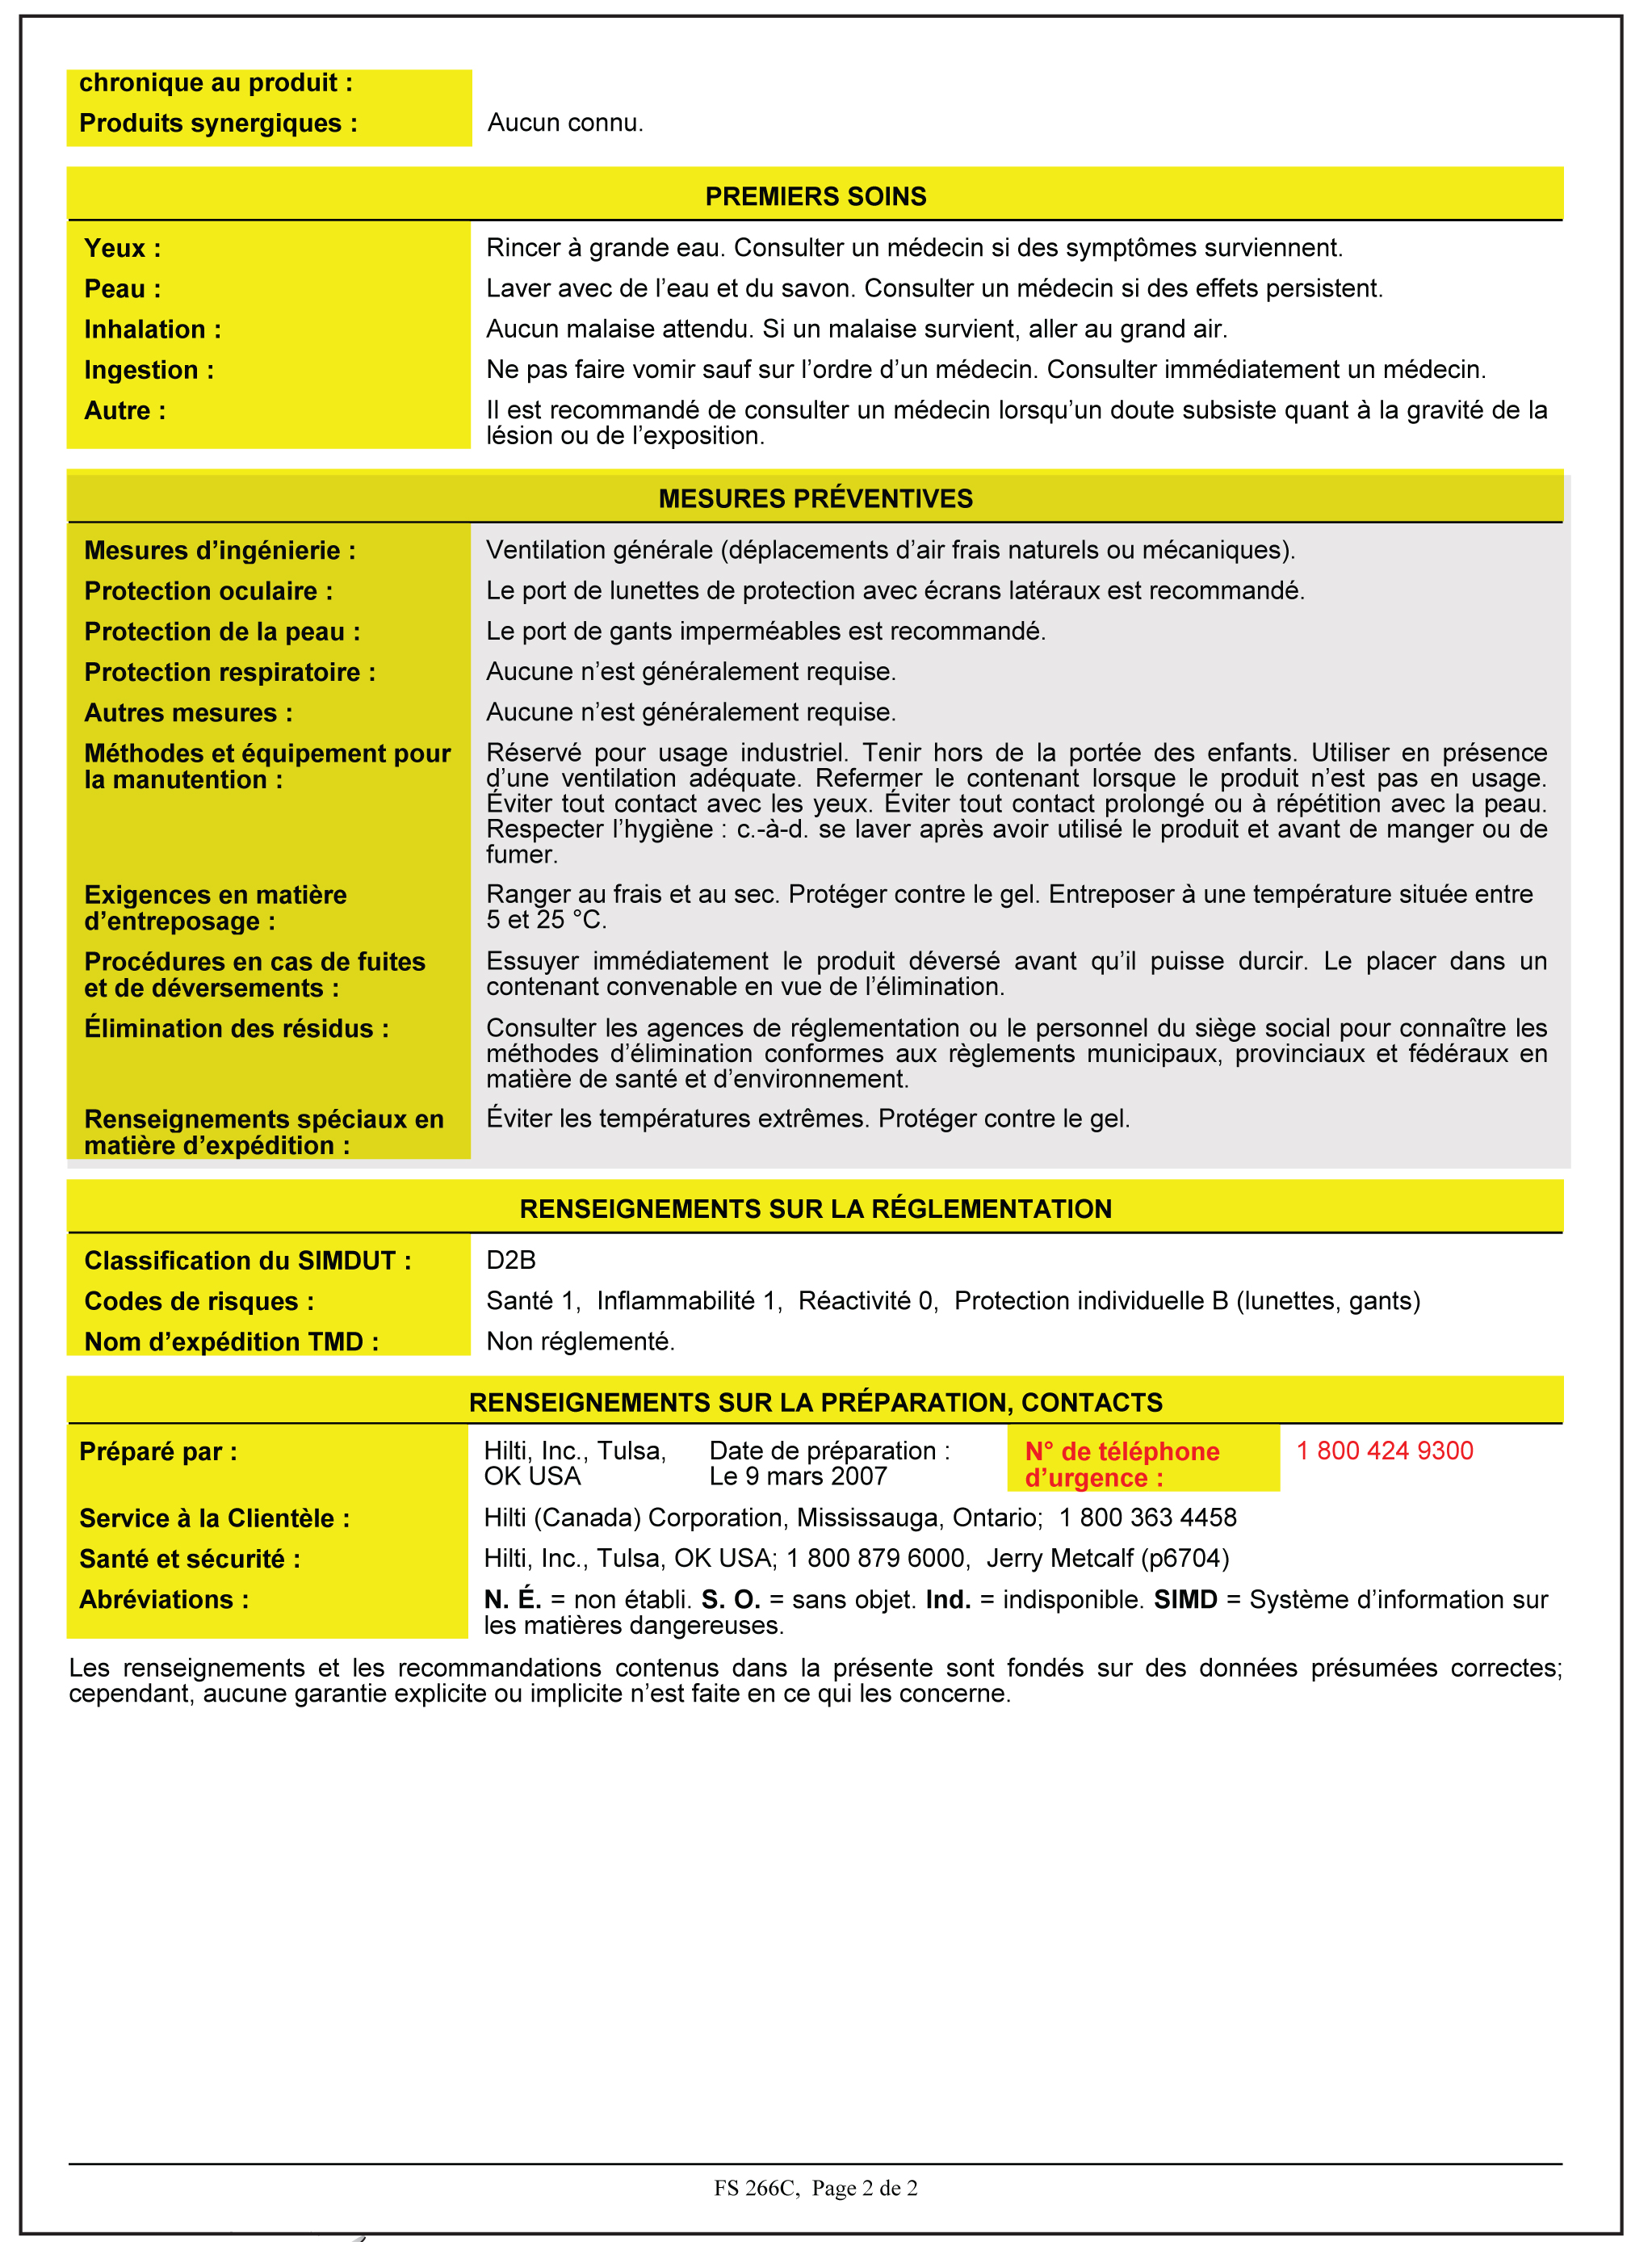 chronique au produit :
Produits synergiques : Aucun connu.
PREMIERS SOINS
Yeux : Rincer à grande eau. Consulter un médecin si des symptômes surviennent.
Peau : Laver avec de l’eau et du savon. Consulter un médecin si des effets persistent.
Inhalation : Aucun malaise attendu. Si un malaise survient, aller au grand air.
Ingestion : Ne pas faire vomir sauf sur l’ordre d’un médecin. Consulter immédiatement un médecin.
Autre : Il est recommandé de consulter un médecin lorsqu’un doute subsiste quant à la gravité de la
lésion ou de l’exposition.
MESURES PRÉVENTIVES
Mesures d’ingénierie : Ventilation générale (déplacements d’air frais naturels ou mécaniques).
Protection oculaire : Le port de lunettes de protection avec écrans latéraux est recommandé.
Protection de la peau : Le port de gants imperméables est recommandé.
Protection respiratoire : Aucune n’est généralement requise.
Autres mesures : Aucune n’est généralement requise.
Méthodes et équipement pour
la manutention :
Réservé pour usage industriel. Tenir hors de la portée des enfants. Utiliser en présence
d’une ventilation adéquate. Refermer le contenant lorsque le produit n’est pas en usage.
Éviter tout contact avec les yeux. Éviter tout contact prolongé ou à répétition avec la peau.
Respecter l’hygiène : c.-à-d. se laver après avoir utilisé le produit et avant de manger ou de
fumer.
Exigences en matière
d’entreposage :
Ranger au frais et au sec. Protéger contre le gel. Entreposer à une température située entre
5 et 25 °C.
Procédures en cas de fuites
et de déversements :
Essuyer immédiatement le produit déversé avant qu’il puisse durcir. Le placer dans un
contenant convenable en vue de l’élimination.
Élimination des résidus : Consulter les agences de réglementation ou le personnel du siège social pour connaître les
méthodes d’élimination conformes aux règlements municipaux, provinciaux et fédéraux en
matière de santé et d’environnement.
Renseignements spéciaux en
matière d’expédition :
Éviter les températures extrêmes. Protéger contre le gel.
RENSEIGNEMENTS SUR LA RÉGLEMENTATION
Classification du SIMDUT : D2B
Codes de risques : Santé 1, Inflammabilité 1, Réactivité 0, Protection individuelle B (lunettes, gants)
Nom d’expédition TMD : Non réglementé.
RENSEIGNEMENTS SUR LA PRÉPARATION, CONTACTS
Préparé par :
Hilti, Inc., Tulsa,
OK USA
Date de préparation :
Le 9 mars 2007
N° de téléphone
d’urgence :
1 800 424 9300
Service à la Clientèle : Hilti (Canada) Corporation, Mississauga, Ontario; 1 800 363 4458
Santé et sécurité : Hilti, Inc., Tulsa, OK USA; 1 800 879 6000, Jerry Metcalf (p6704)
Abréviations : N. É. = non établi. S. O. = sans objet. Ind. = indisponible. SIMD = Système d’information sur
les matières dangereuses.
Les renseignements et les recommandations contenus dans la présente sont fondés sur des données présumées correctes;
cependant, aucune garantie explicite ou implicite n’est faite en ce qui les concerne.
FS 266C, Page 2 de 2